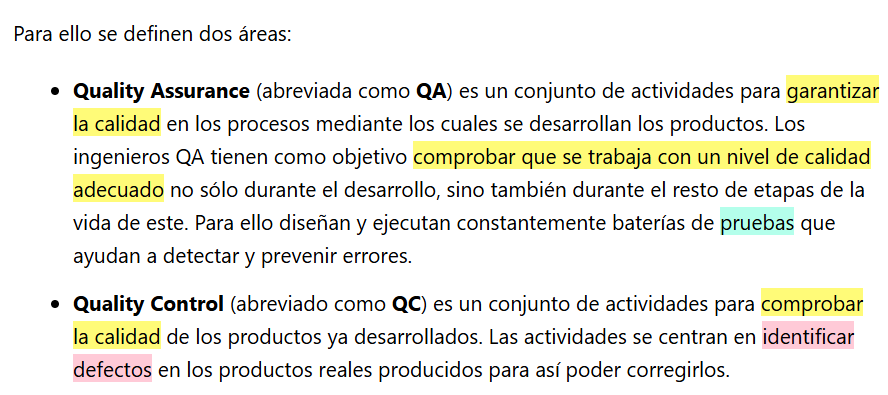 Para ello se definen dos áreas:
• Quality Assurance (abreviada como QA) es un conjunto de actividades para garantizar
la calidad en los procesos mediante los cuales se desarrollan los productos. Los
ingenieros QA tienen como objetivo comprobar que se trabaja con un nivel de calidad
adecuado no sólo durante el desarrollo, sino también durante el resto de etapas de la
vida de este. Para ello diseñan y ejecutan constantemente baterías de pruebas que
ayudan a detectar y prevenir errores.
• Quality Control (abreviado como QC) es un conjunto de actividades para comprobar
la calidad de los productos ya desarrollados. Las actividades se centran en identificar
defectos en los productos reales producidos para así poder corregirlos.